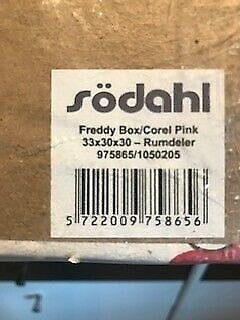 södahl
Freddy Box/Corel Pink
33x30x30 – Rumdeler
975865/1050205
5 722009 758656